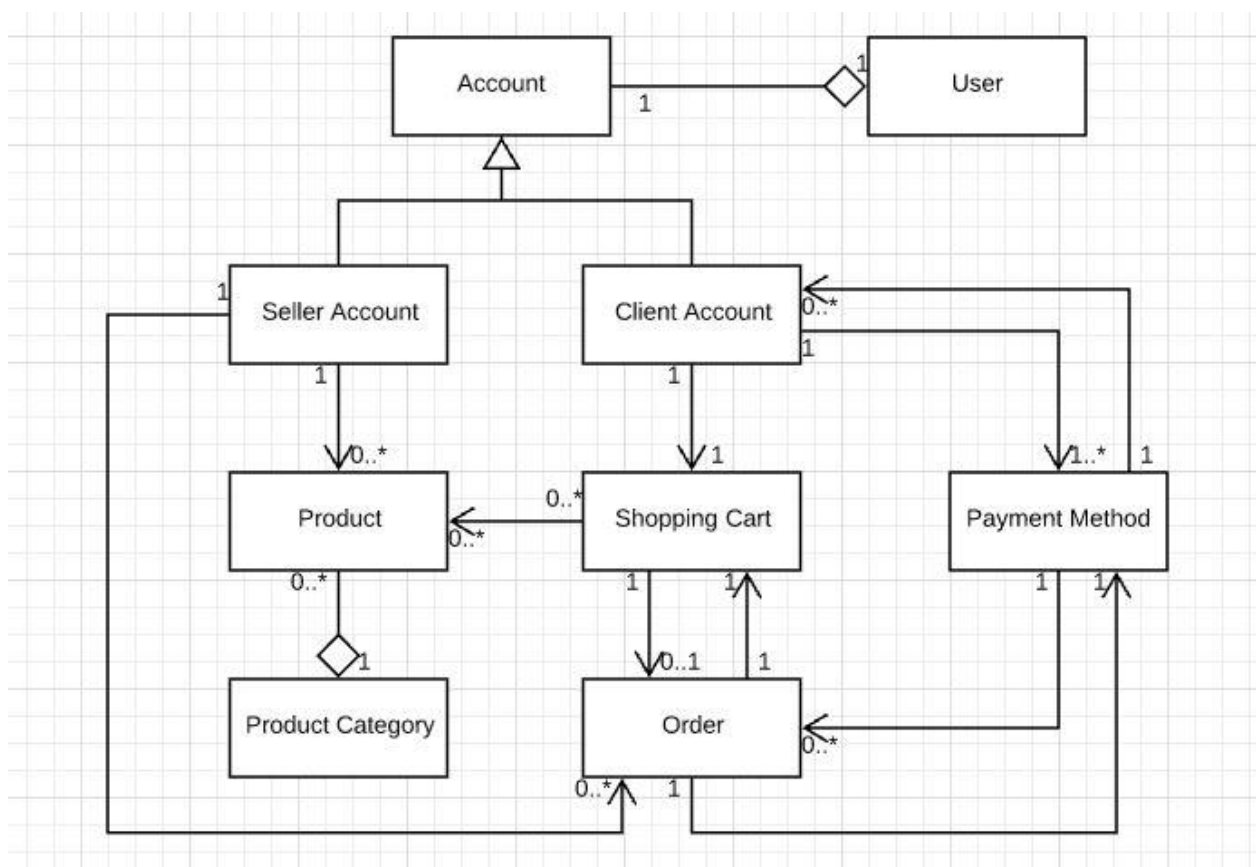 Account
User
1
1
Seller Account
Client Account
1
0..*
1
1
1
0..*
1
1..*
1
Product
Shopping Cart
Payment Method
0..*
0..*
0..*
1
1
1
1
1
0..1
1
Product Category
Order
0..*
0..*
1